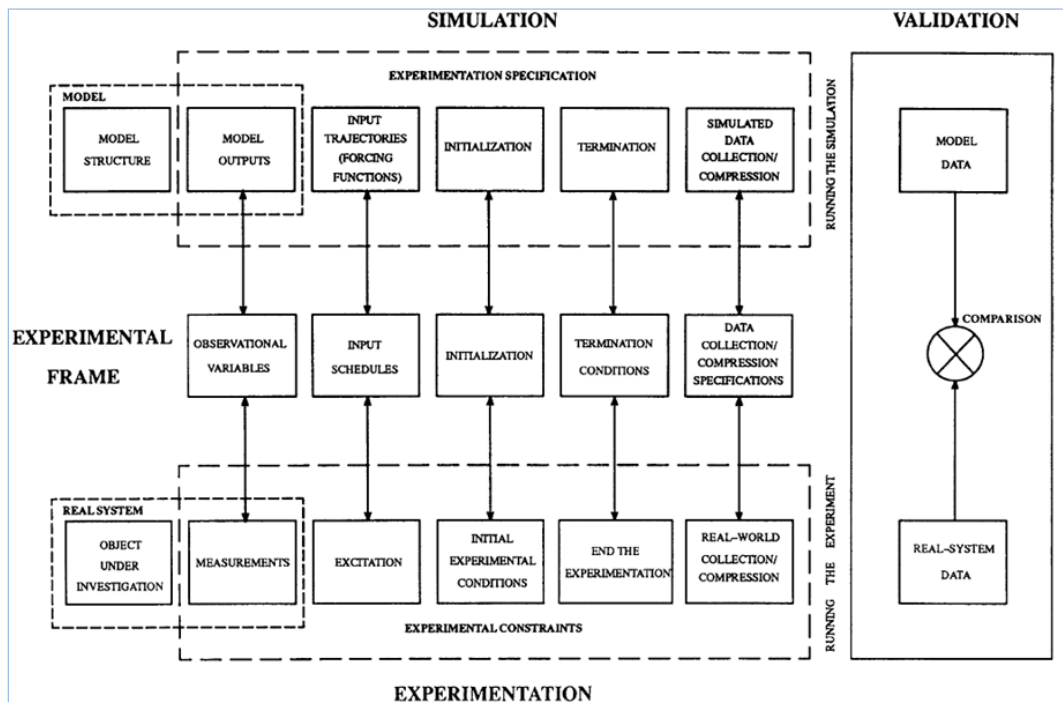 SIMULATION
VALIDATION
EXPERIMENTATION SPECIFICATION
MODEL
MODEL
STRUCTURE
MODEL
OUTPUTS
INPUT
TRAJECTORIES
(FORCING
FUNCTIONS)
INITIALIZATION
TERMINATION
SIMULATED
DATA
COLLECTION/
COMPRESSION
RUNNING THE SIMULATION
MODEL
DATA
EXPERIMENTAL
FRAME
OBSERVATIONAL
VARIABLES
INPUT
SCHEDULES
INITIALIZATION
TERMINATION
CONDITIONS
DATA
COLLECTION/
COMPRESSION
SPECIFICATIONS
COMPARISON
REAL SYSTEM
OBJECT
UNDER
INVESTIGATION
MEASUREMENTS
EXCITATION
INITIAL
EXPERIMENTAL
CONDITIONS
END THE
EXPERIMENTATION
REAL-WORLD
COLLECTION/
COMPRESSION
RUNNING THE EXPERIMENT
REAL-SYSTEM
DATA
EXPERIMENTAL CONSTRAINTS
EXPERIMENTATION